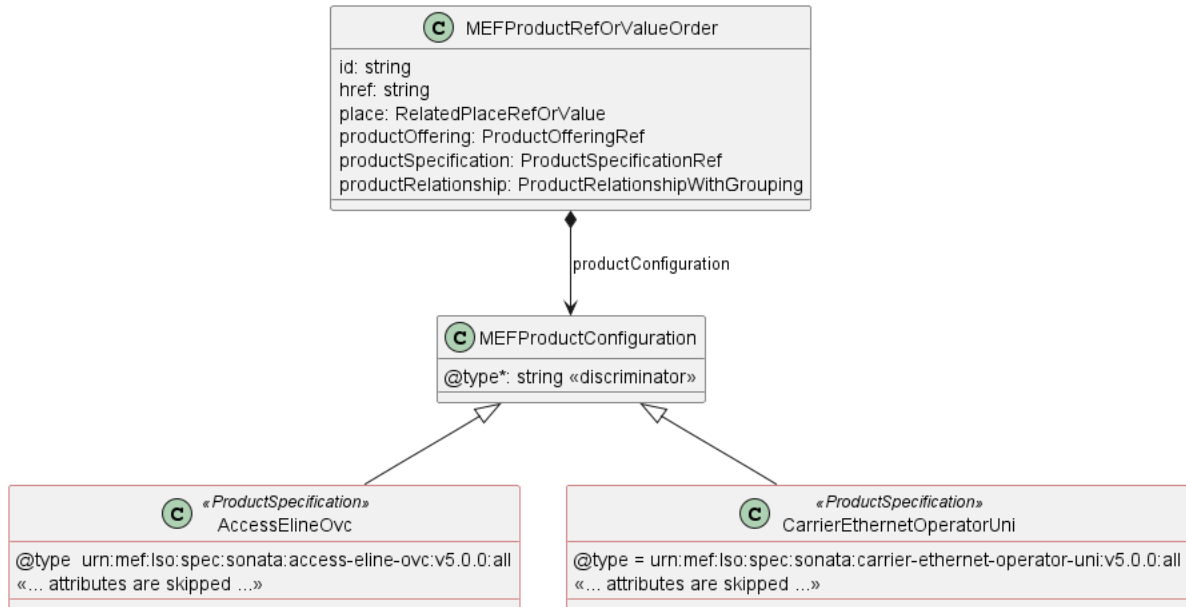 C MEFProductRefOrValueOrder
id: string
href: string
place: RelatedPlaceRefOrValue
productOffering: ProductOfferingRef
productSpecification: ProductSpecificationRef
productRelationship: ProductRelationshipWithGrouping
productConfiguration
C MEFProductConfiguration
@type*: string «discriminator»
«ProductSpecification»
C AccessElineOvc
@type  urn:mef:lso:spec:sonata:access-eline-ovc:v5.0.0:all
«... attributes are skipped ...»
«ProductSpecification»
C CarrierEthernetOperatorUni
@type = urn:mef:lso:spec:sonata:carrier-ethernet-operator-uni:v5.0.0:all
«... attributes are skipped ...»